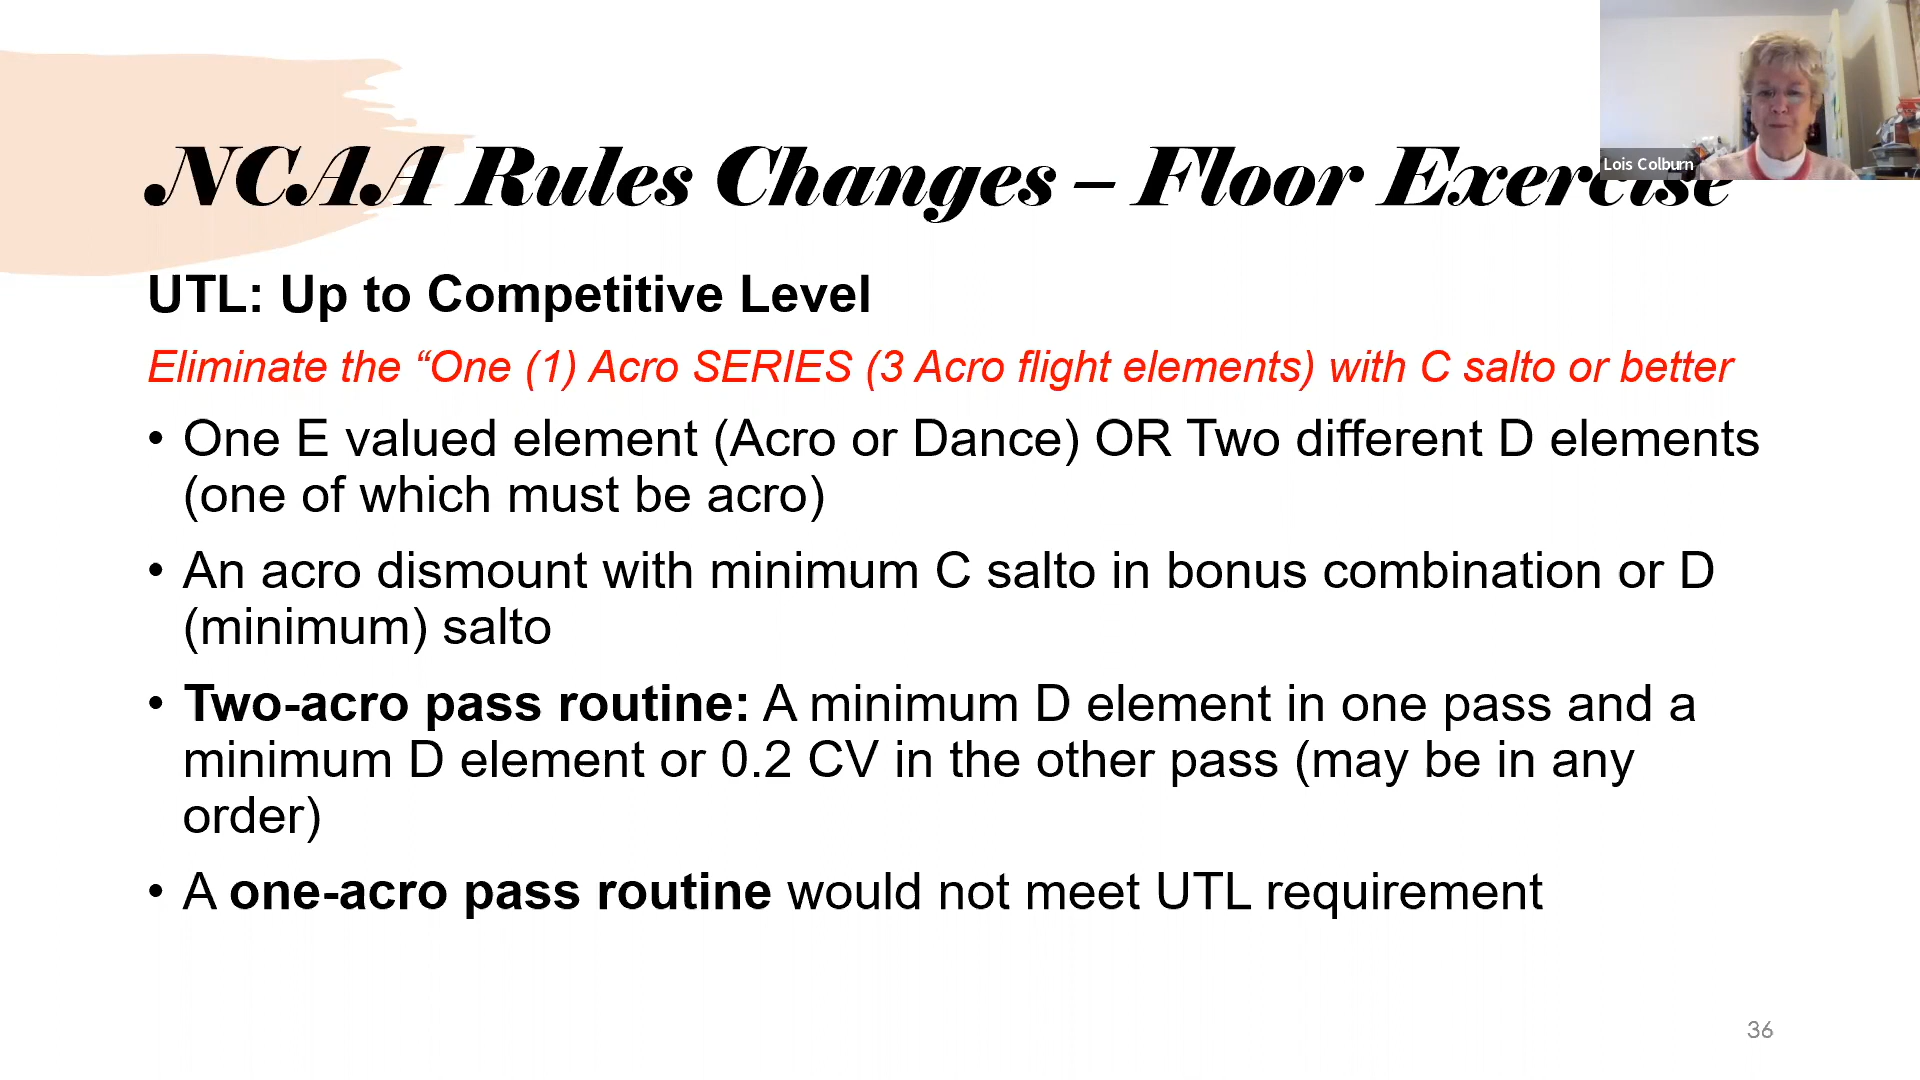 NCAA Rules Changes – Floor Exercise
Lois Colburn
UTL: Up to Competitive Level
Eliminate the “One (1) Acro SERIES (3 Acro flight elements) with C salto or better
• One E valued element (Acro or Dance) OR Two different D elements
(one of which must be acro)
• An acro dismount with minimum C salto in bonus combination or D
(minimum) salto
• Two-acro pass routine: A minimum D element in one pass and a
minimum D element or 0.2 CV in the other pass (may be in any
order)
• A one-acro pass routine would not meet UTL requirement
36